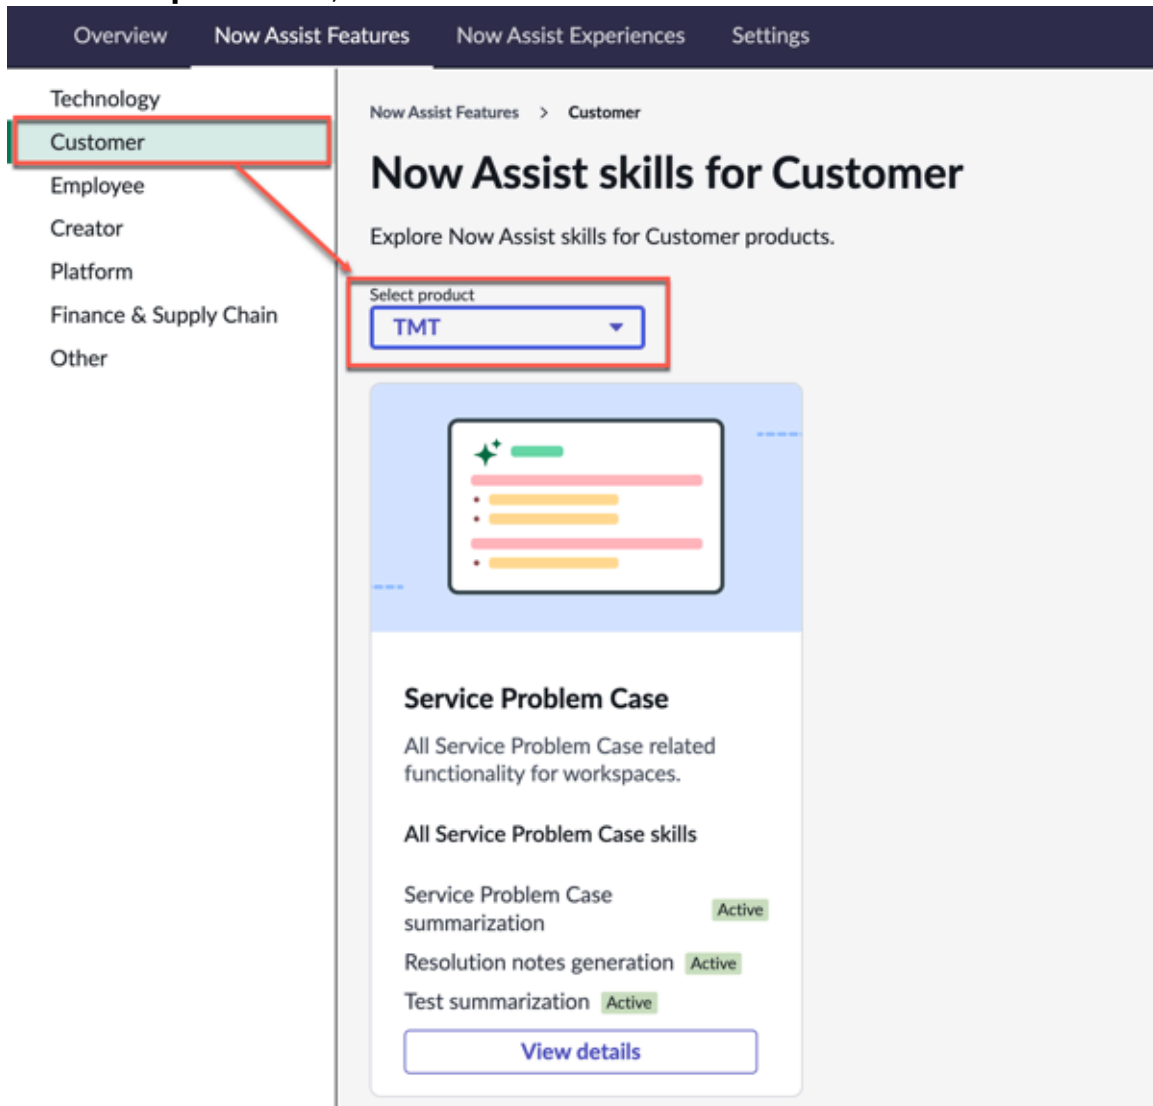 Overview Now Assist Features Now Assist Experiences Settings
Technology
Customer
Employee
Creator
Platform
Finance & Supply Chain
Other
Now Assist Features > Customer
Now Assist skills for Customer
Explore Now Assist skills for Customer products.
Select product
TMT
Service Problem Case
All Service Problem Case related
functionality for workspaces.
All Service Problem Case skills
Service Problem Case
summarization Active
Resolution notes generation Active
Test summarization Active
View details